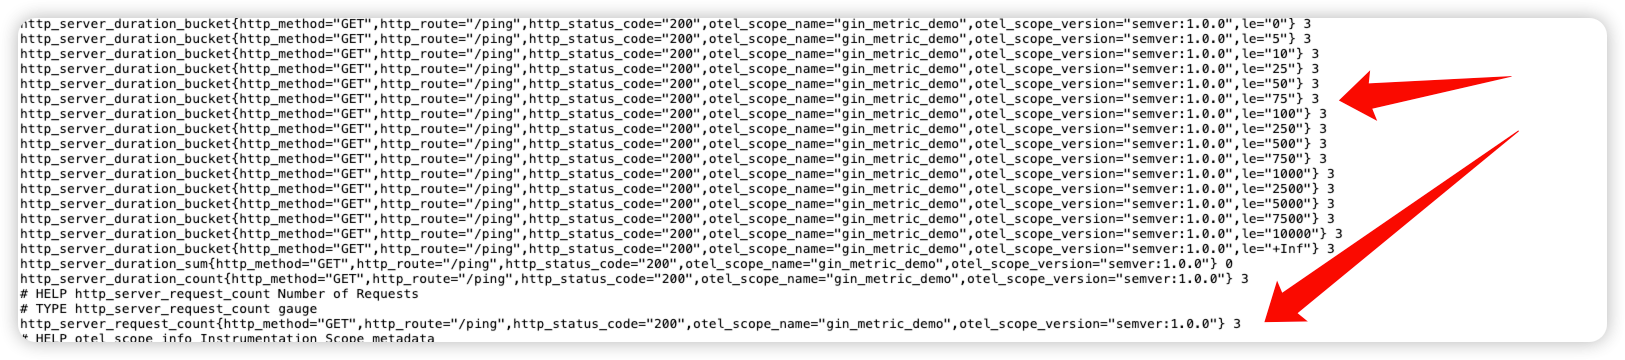 http_server_duration_bucket{http_method="GET",http_route="/ping",http_status_code="200",otel_scope_name="gin_metric_demo",otel_scope_version="semver:1.0.0",le="0"} 3
http_server_duration_bucket{http_method="GET",http_route="/ping",http_status_code="200",otel_scope_name="gin_metric_demo",otel_scope_version="semver:1.0.0",le="5"} 3
http_server_duration_bucket{http_method="GET",http_route="/ping",http_status_code="200",otel_scope_name="gin_metric_demo",otel_scope_version="semver:1.0.0",le="10"} 3
http_server_duration_bucket{http_method="GET",http_route="/ping",http_status_code="200",otel_scope_name="gin_metric_demo",otel_scope_version="semver:1.0.0",le="25"} 3
http_server_duration_bucket{http_method="GET",http_route="/ping",http_status_code="200",otel_scope_name="gin_metric_demo",otel_scope_version="semver:1.0.0",le="50"} 3
http_server_duration_bucket{http_method="GET",http_route="/ping",http_status_code="200",otel_scope_name="gin_metric_demo",otel_scope_version="semver:1.0.0",le="75"} 3
http_server_duration_bucket{http_method="GET",http_route="/ping",http_status_code="200",otel_scope_name="gin_metric_demo",otel_scope_version="semver:1.0.0",le="100"} 3
http_server_duration_bucket{http_method="GET",http_route="/ping",http_status_code="200",otel_scope_name="gin_metric_demo",otel_scope_version="semver:1.0.0",le="250"} 3
http_server_duration_bucket{http_method="GET",http_route="/ping",http_status_code="200",otel_scope_name="gin_metric_demo",otel_scope_version="semver:1.0.0",le="500"} 3
http_server_duration_bucket{http_method="GET",http_route="/ping",http_status_code="200",otel_scope_name="gin_metric_demo",otel_scope_version="semver:1.0.0",le="750"} 3
http_server_duration_bucket{http_method="GET",http_route="/ping",http_status_code="200",otel_scope_name="gin_metric_demo",otel_scope_version="semver:1.0.0",le="1000"} 3
http_server_duration_bucket{http_method="GET",http_route="/ping",http_status_code="200",otel_scope_name="gin_metric_demo",otel_scope_version="semver:1.0.0",le="2500"} 3
http_server_duration_bucket{http_method="GET",http_route="/ping",http_status_code="200",otel_scope_name="gin_metric_demo",otel_scope_version="semver:1.0.0",le="5000"} 3
http_server_duration_bucket{http_method="GET",http_route="/ping",http_status_code="200",otel_scope_name="gin_metric_demo",otel_scope_version="semver:1.0.0",le="7500"} 3
http_server_duration_bucket{http_method="GET",http_route="/ping",http_status_code="200",otel_scope_name="gin_metric_demo",otel_scope_version="semver:1.0.0",le="10000"} 3
http_server_duration_bucket{http_method="GET",http_route="/ping",http_status_code="200",otel_scope_name="gin_metric_demo",otel_scope_version="semver:1.0.0",le="+Inf"} 3
http_server_duration_sum{http_method="GET",http_route="/ping",http_status_code="200",otel_scope_name="gin_metric_demo",otel_scope_version="semver:1.0.0"} 0
http_server_duration_count{http_method="GET",http_route="/ping",http_status_code="200",otel_scope_name="gin_metric_demo",otel_scope_version="semver:1.0.0"} 3
# HELP http_server_request_count Number of Requests
# TYPE http_server_request_count gauge
http_server_request_count{http_method="GET",http_route="/ping",http_status_code="200",otel_scope_name="gin_metric_demo",otel_scope_version="semver:1.0.0"} 3
# HELP otel_scope_info Instrumentation Scope metadata